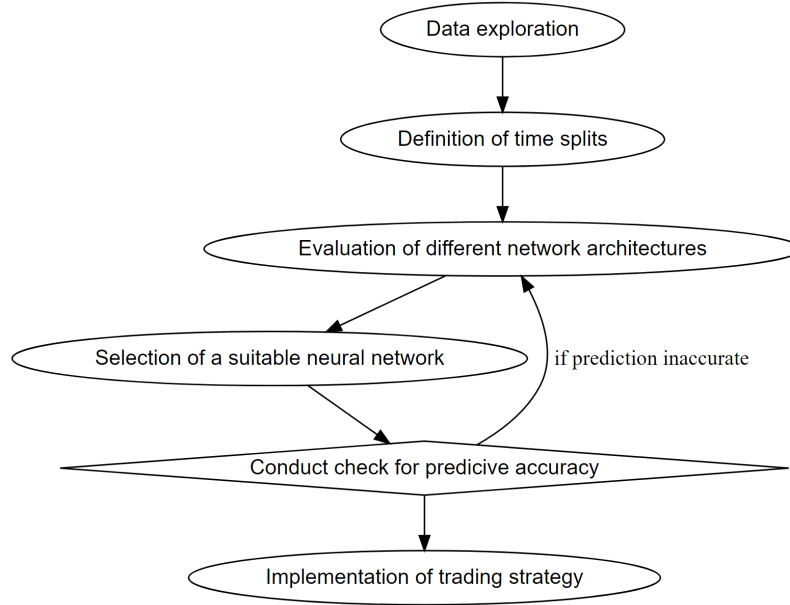 Data exploration
Definition of time splits
Evaluation of different network architectures
Selection of a suitable neural network
if prediction inaccurate
Conduct check for predicive accuracy
Implementation of trading strategy